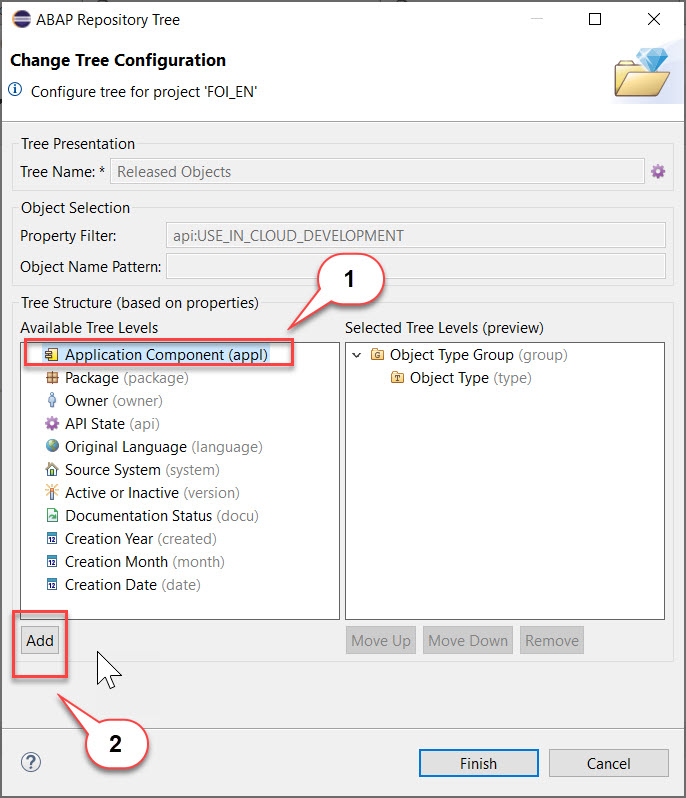 ABAP Repository Tree
Change Tree Configuration
Configure tree for project 'FOI_EN'
Tree Presentation
Tree Name: * Released Objects
Object Selection
Property Filter: api:USE_IN_CLOUD_DEVELOPMENT
Object Name Pattern:
1
Tree Structure (based on properties)
Available Tree Levels
Application Component (appl)
Package (package)
Owner (owner)
API State (api)
Original Language (language)
Source System (system)
Active or Inactive (version)
Documentation Status (docu)
12 Creation Year (created)
12 Creation Month (month)
12 Creation Date (date)
Add
Selected Tree Levels (preview)
G Object Type Group (group)
T Object Type (type)
Move Up Move Down Remove
2
? Finish Cancel